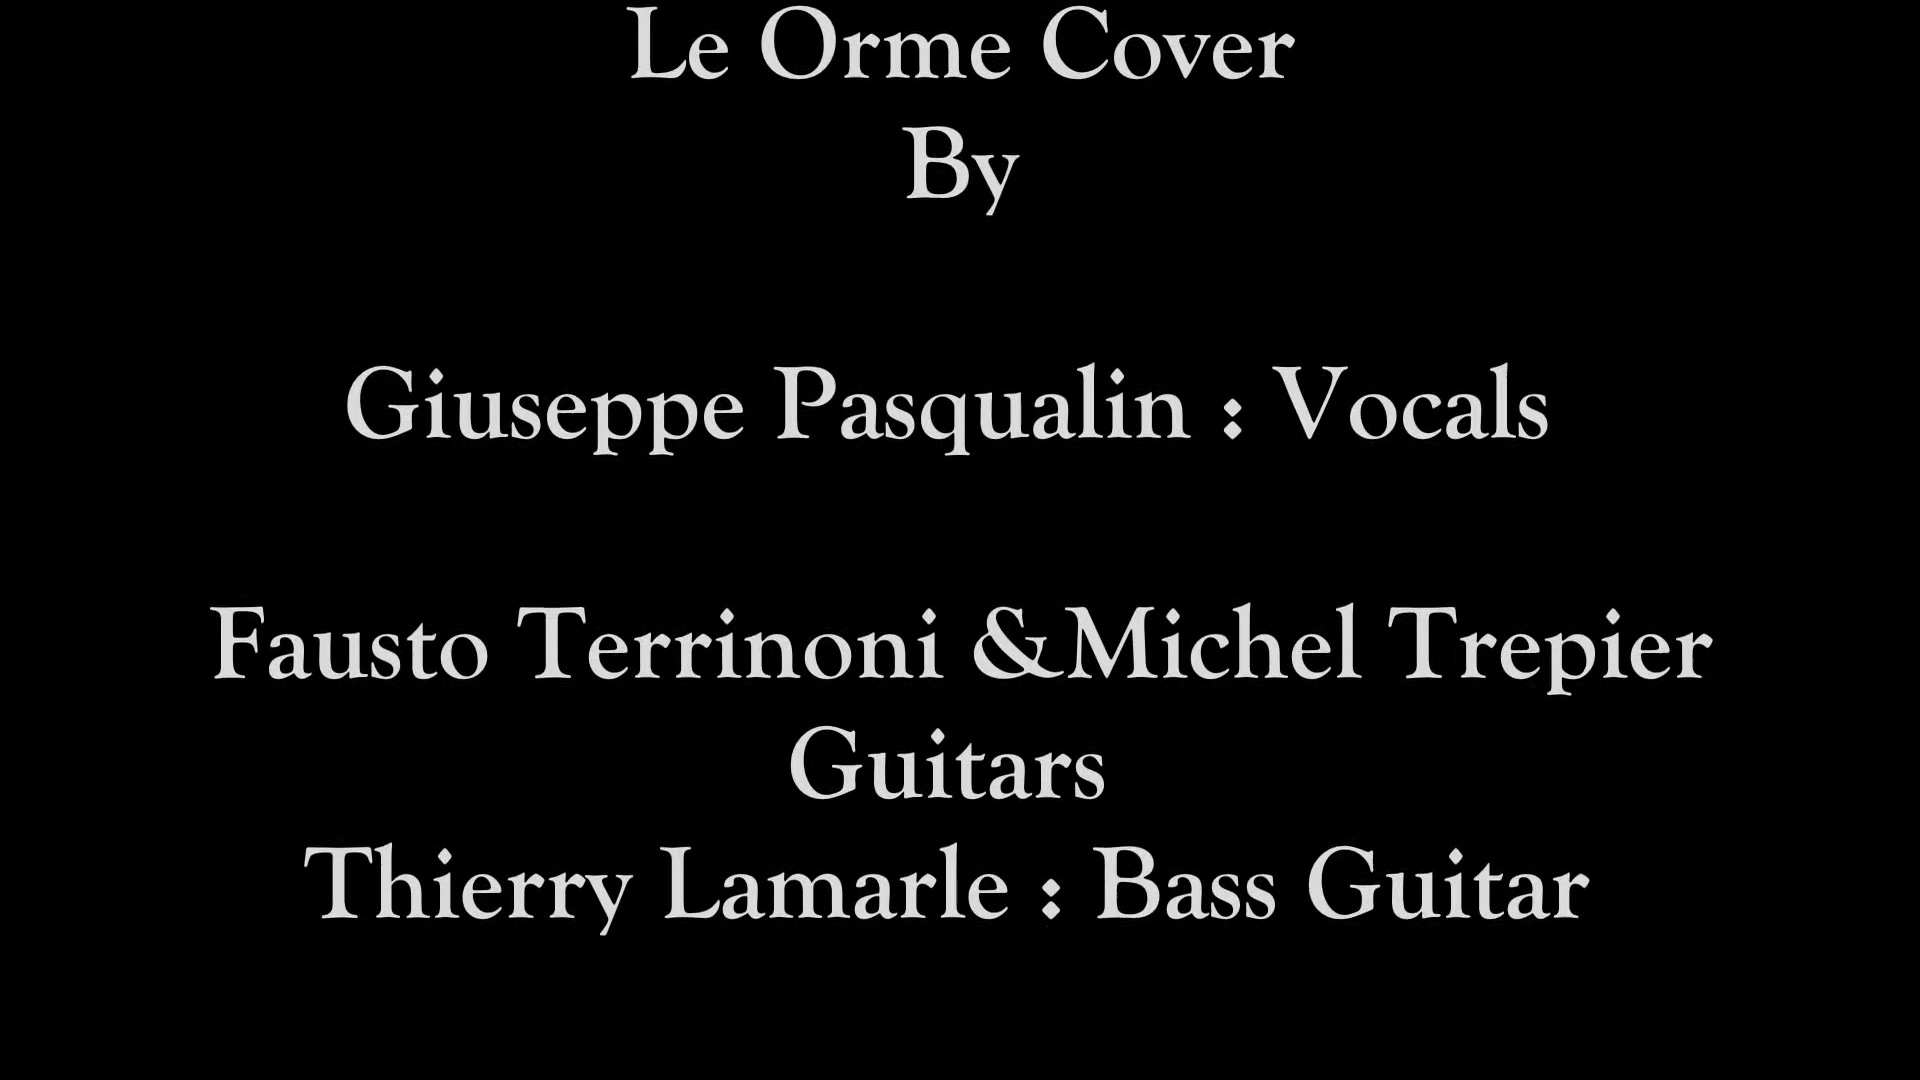 Le Orme Cover
By
Giuseppe Pasqualin : Vocals
Fausto Terrinoni &Michel Trepier
Guitars
Thierry Lamarle : Bass Guitar